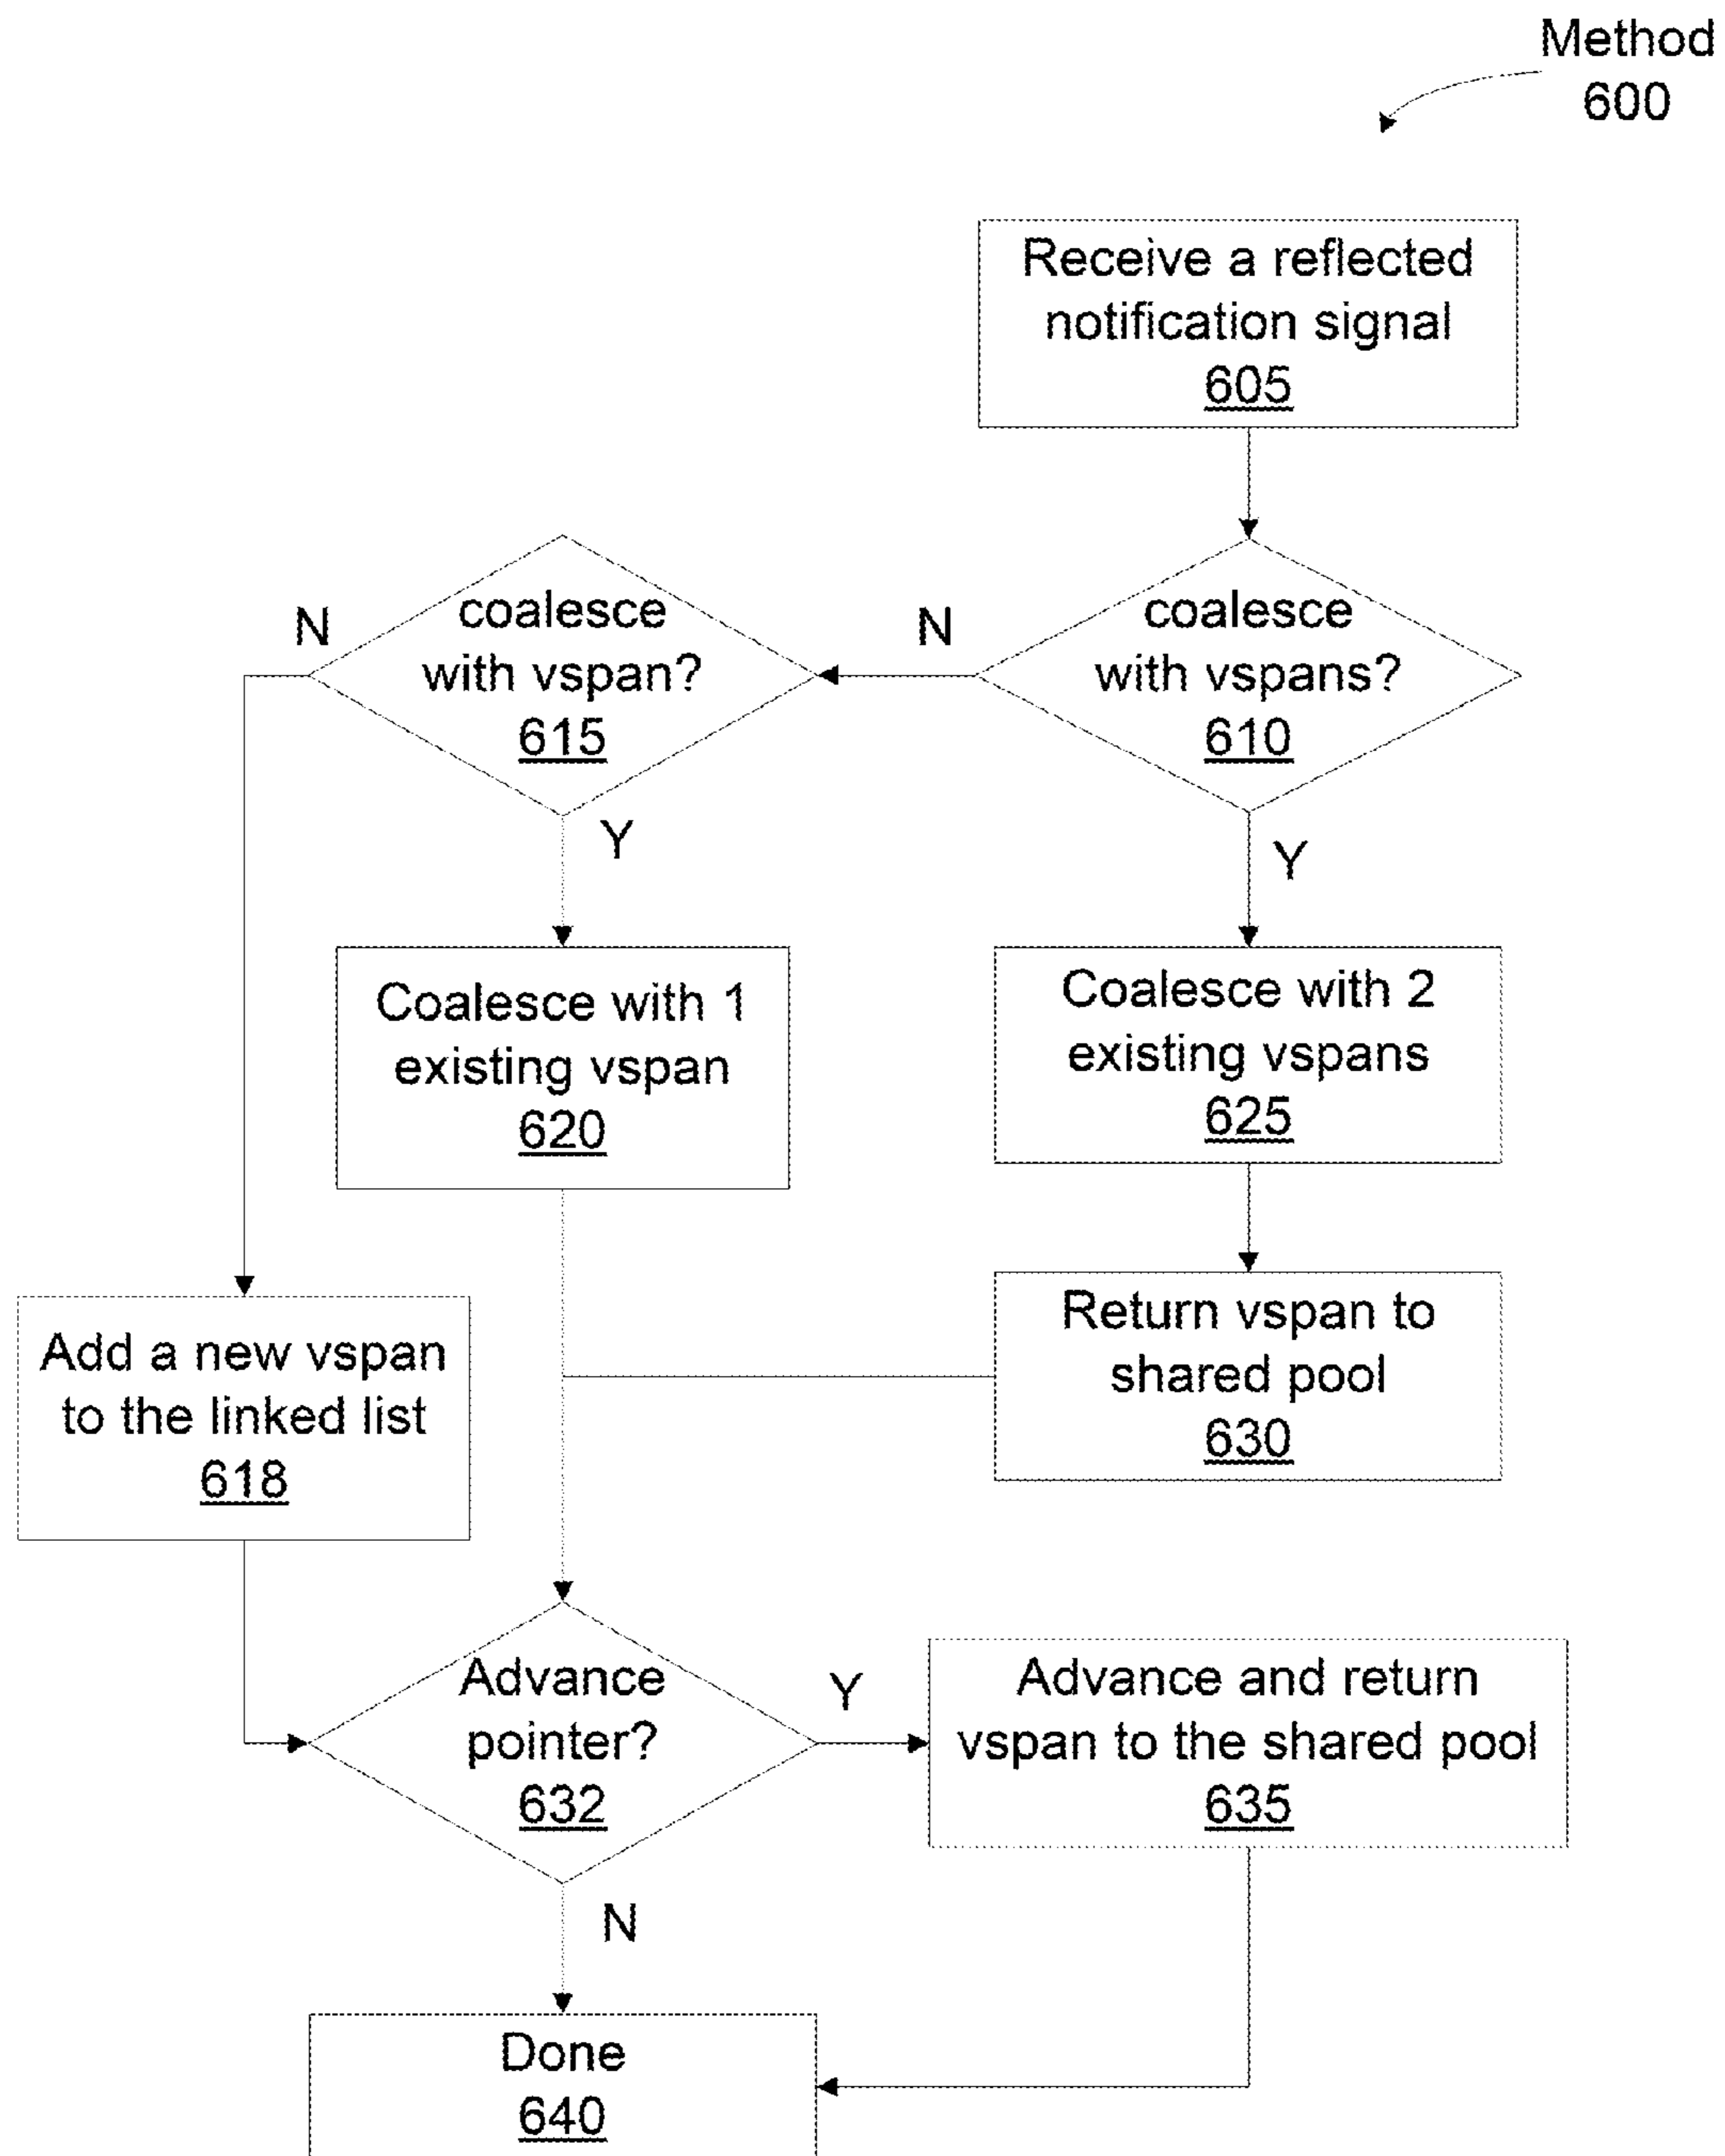 Method
600
Receive a reflected
notification signal
605
N
coalesce
with vspan?
615
Y
N
coalesce
with vspans?
610
Y
Coalesce with 1
existing vspan
620
Coalesce with 2
existing vspans
625
Add a new vspan
to the linked list
618
Return vspan to
shared pool
630
Advance
pointer?
632
Y
N
Advance and return
vspan to the shared pool
635
Done
640